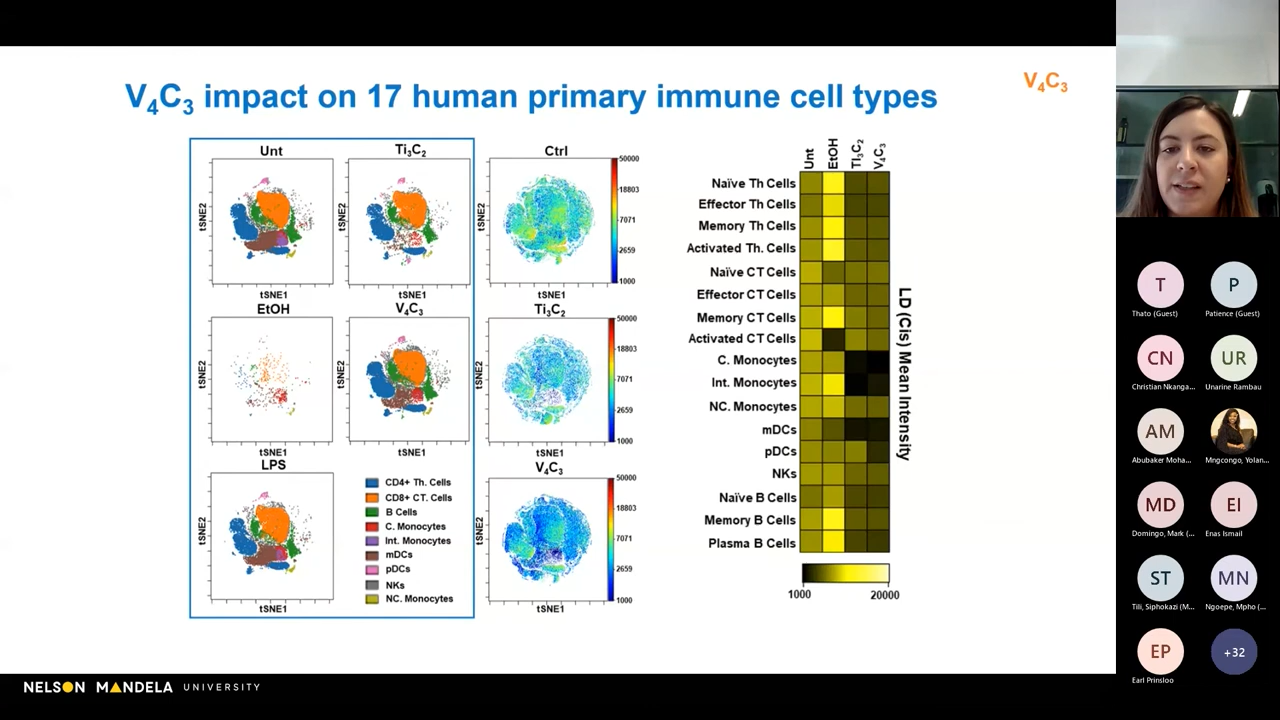 V4C3 impact on 17 human primary immune cell types
V4C3
Unt
tSNE2
tSNE1
Ti3C2
tSNE2
tSNE1
Ctrl
tSNE2
50000
18803
7071
2659
1000
EtOH
tSNE2
tSNE1
V4C3
tSNE2
tSNE1
Ti3C2
tSNE2
50000
18803
7071
2659
1000
LPS
tSNE2
tSNE1
CD4+ Th. Cells
CD8+ CT. Cells
B Cells
C. Monocytes
Int. Monocytes
mDCs
pDCs
NKs
NC. Monocytes
V4C3
tSNE2
tSNE1
50000
18803
7071
2659
1000
Unt
EtOH
Ti3C2
V4C3
Naïve Th Cells
Effector Th Cells
Memory Th Cells
Activated Th. Cells
Naïve CT Cells
Effector CT Cells
Memory CT Cells
Activated CT Cells
C. Monocytes
Int. Monocytes
NC. Monocytes
mDCs
pDCs
NKs
Naïve B Cells
Memory B Cells
Plasma B Cells
LD (Cis) Mean Intensity
1000
20000
NELSON MANDELA UNIVERSITY
T
Thato (Guest)
P
Patience (Guest)
CN
Christian Nkanga...
UR
Unarine Rambau
AM
Abubaker Moha...
Mngcongo, Yolan...
MD
Domingo, Mark (...
EI
Enas Ismail
ST
Tili, Siphokazi (M...
MN
Ngoepe, Mpho (...
EP
Earl Prinsloo
+32